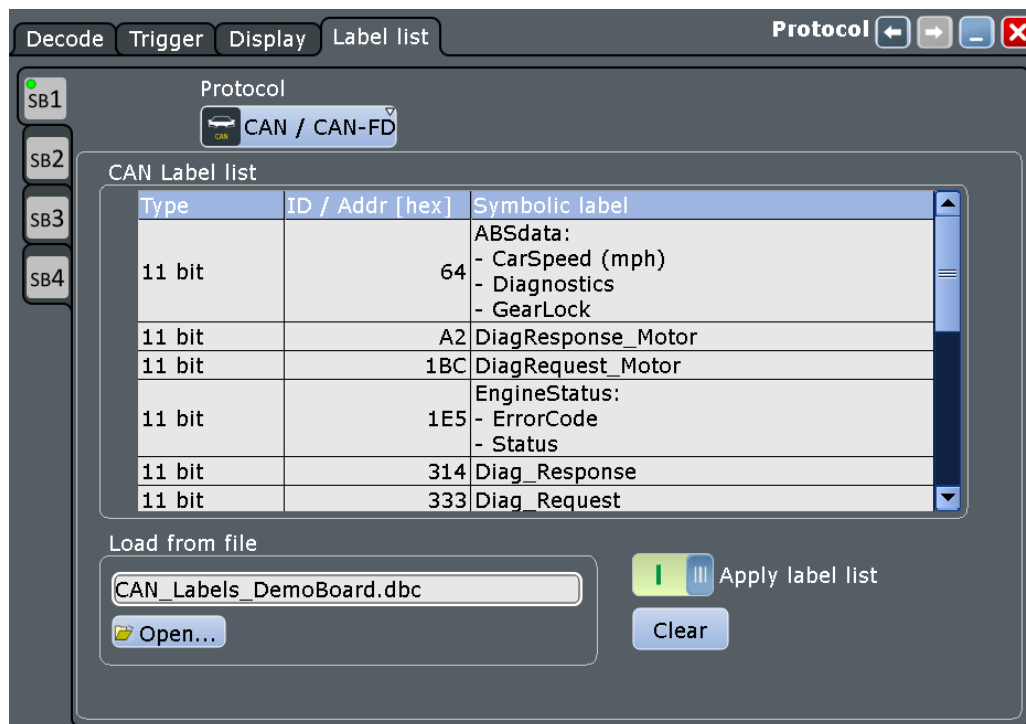 Decode Trigger Display Label list Protocol
SB1
SB2
SB3
SB4
Protocol
CAN CAN / CAN-FD
CAN Label list
Type ID / Addr [hex] Symbolic label
11 bit 64 ABSdata:
- CarSpeed (mph)
- Diagnostics
- GearLock
11 bit A2 DiagResponse_Motor
11 bit 1BC DiagRequest_Motor
11 bit 1E5 EngineStatus:
- ErrorCode
- Status
11 bit 314 Diag_Response
11 bit 333 Diag_Request
Load from file
CAN_Labels_DemoBoard.dbc
Open...
Apply label list
Clear